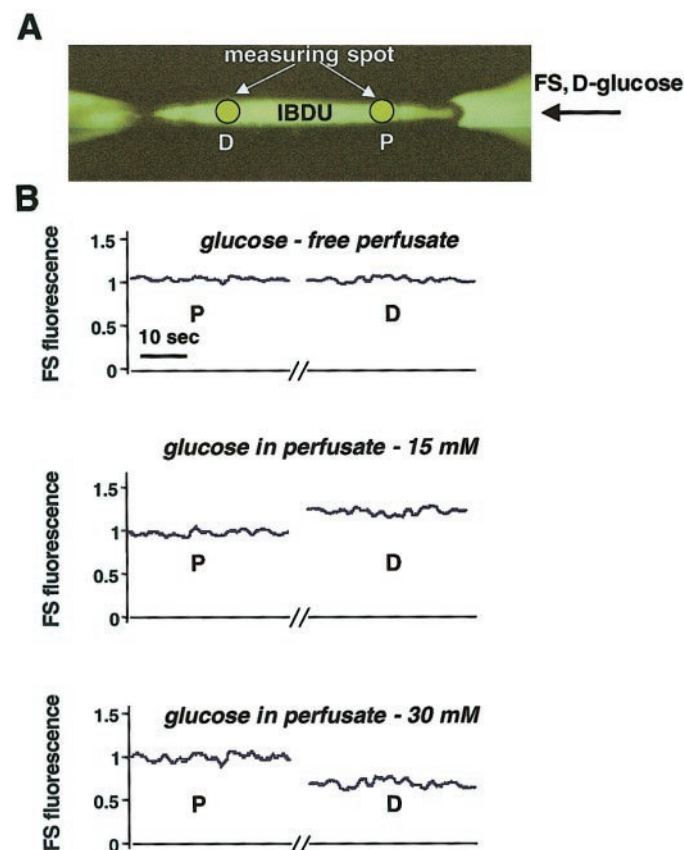 A
measuring spot
FS, D-glucose
IBDU
D
P
B
glucose - free perfusate
FS fluorescence
1.5
1
0.5
0
P
D
10 sec
//
glucose in perfusate - 15 mM
FS fluorescence
1.5
1
0.5
0
P
D
//
glucose in perfusate - 30 mM
FS fluorescence
1.5
1
0.5
0
P
D
//